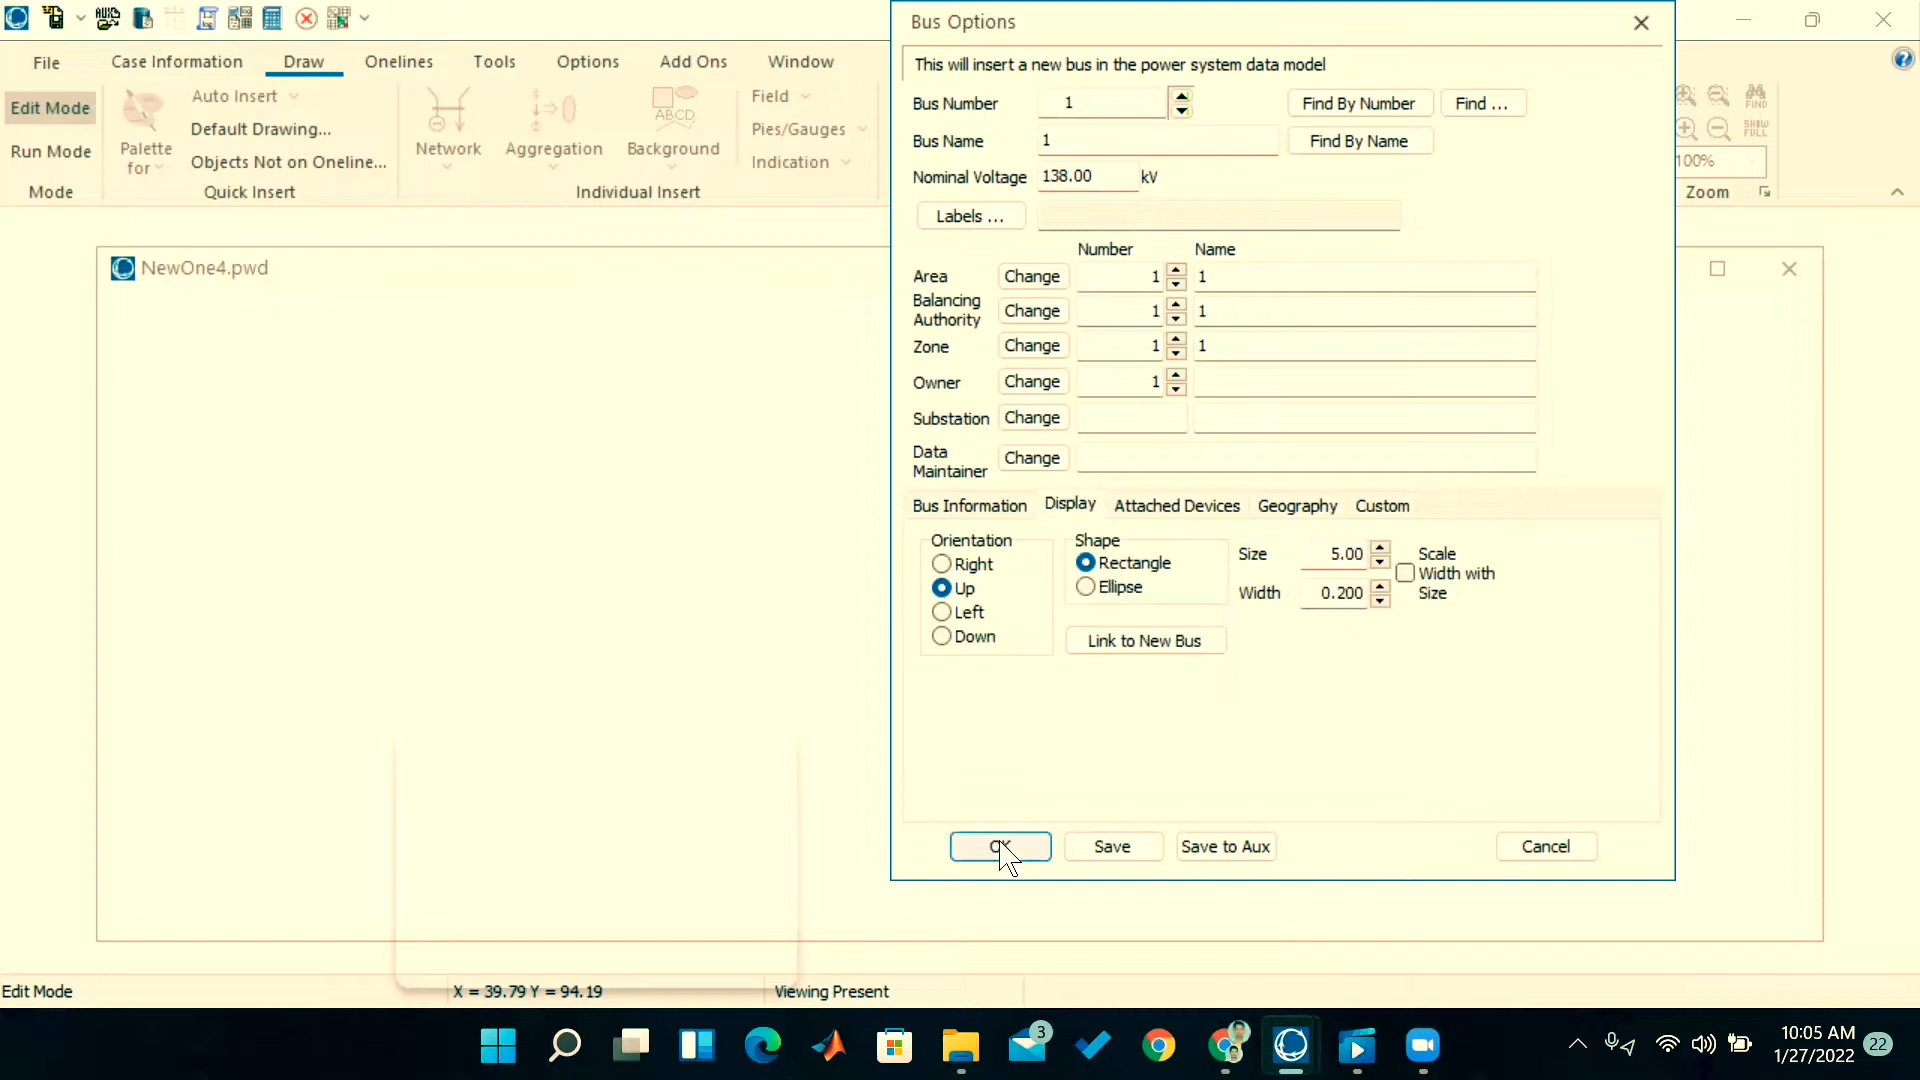 File
Case Information
Draw
Onelines
Tools
Options
Add Ons
Window
Edit Mode
Run Mode
Mode
Palette
for
Auto Insert
Default Drawing...
Objects Not on Oneline...
Quick Insert
Network
Aggregation
ABCD
Background
Field
Pies/Gauges
Indication
Individual Insert
FIND
SHOW
FULL
100%
Zoom
NewOne4.pwd
Bus Options
This will insert a new bus in the power system data model
Bus Number 1 Find By Number Find ...
Bus Name 1 Find By Name
Nominal Voltage 138.00 kV
Labels ...
Number Name
Area Change 1 1
Balancing
Authority Change 1 1
Zone Change 1 1
Owner Change 1
Substation Change
Data
Maintainer Change
Bus Information Display Attached Devices Geography Custom
Orientation
Right
Up
Left
Down
Shape
Rectangle
Ellipse
Link to New Bus
Size 5.00
Width 0.200
Scale
Width with
Size
Save Save to Aux Cancel
Edit Mode X = 39.79 Y = 94.19 Viewing Present
3
10:05 AM
1/27/2022
22